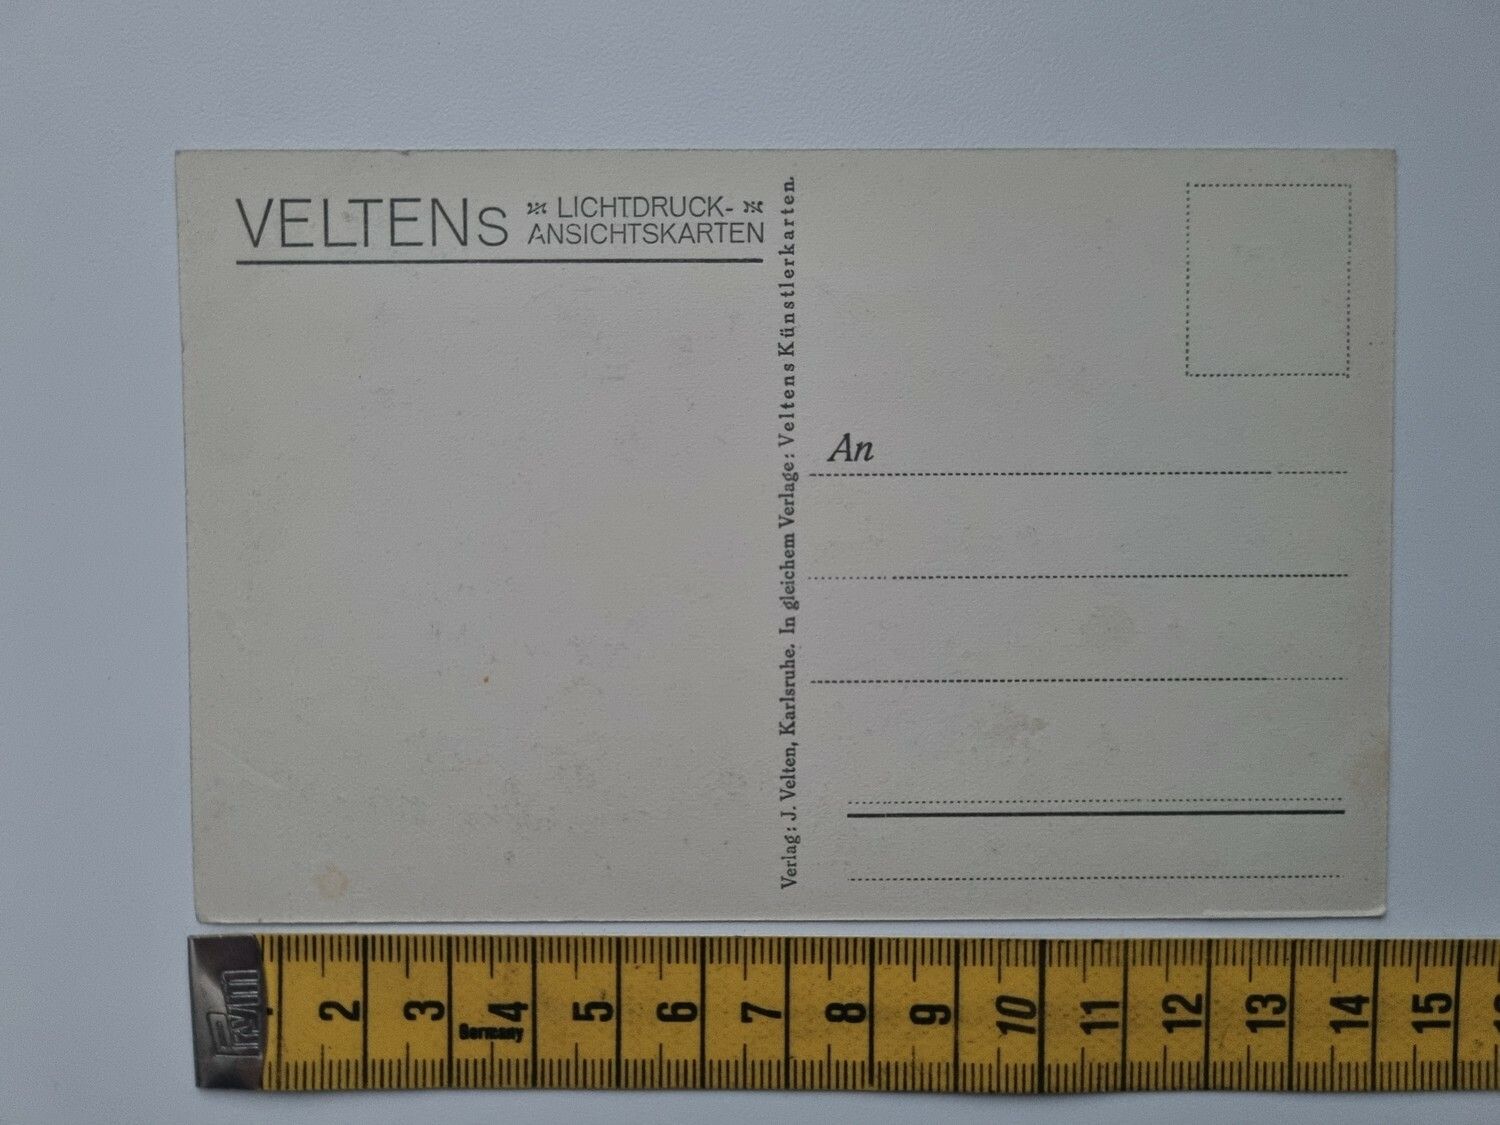 VELTENS LICHTDRUCK-
ANSICHTSKARTEN
Verlag: J. Velten, Karlsruhe. In gleichem Verlage: Veltens Künstlerkarten.
An
Prym
2 3 4 5 6 7 8 9 10 11 12 13 14 15
Germany